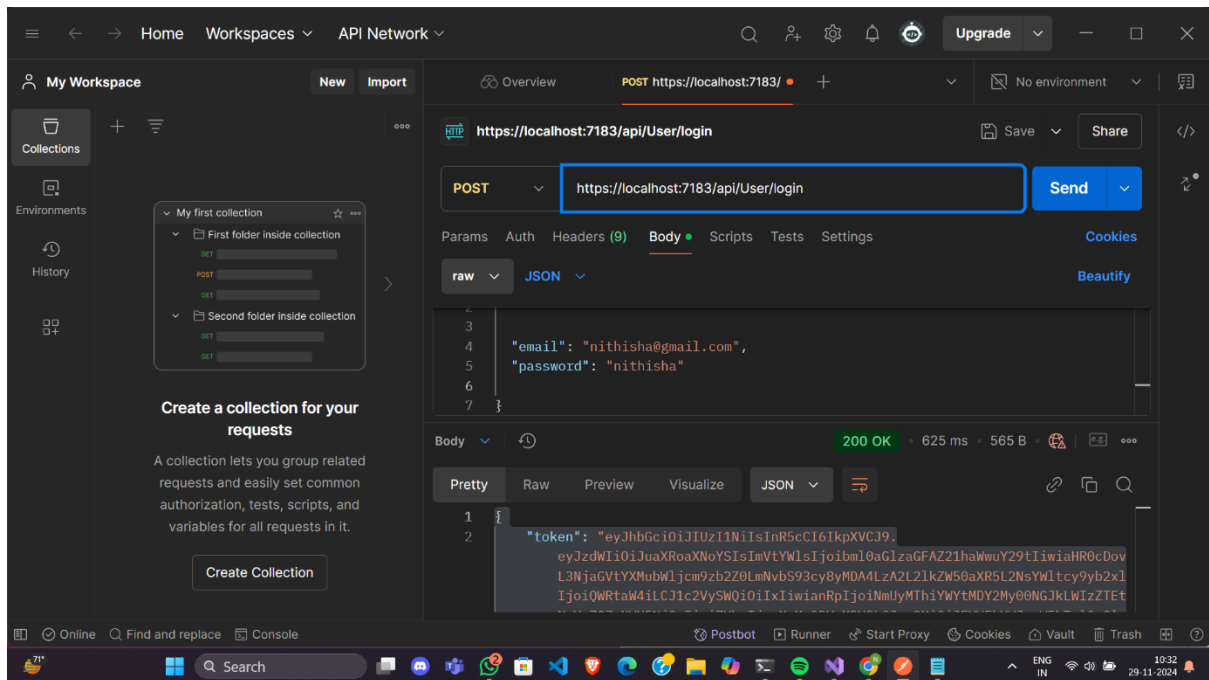 Home Workspaces API Network Upgrade
My Workspace New Import Overview POST https://localhost:7183/ No environment
Collections
HTTP https://localhost:7183/api/User/login Save Share
Environments
POST https://localhost:7183/api/User/login Send
History
Params Auth Headers (9) Body Scripts Tests Settings Cookies
raw JSON Beautify
My first collection
First folder inside collection
GET
POST
GET
Second folder inside collection
GET
GET
Create a collection for your
requests
A collection lets you group related
requests and easily set common
authorization, tests, scripts, and
variables for all requests in it.
Create Collection
3
4 "email": "nithisha@gmail.com",
5 "password": "nithisha"
6
7 }
Body 200 OK 625 ms 565 B e.g.
Pretty Raw Preview Visualize JSON
1 {
2 "token": "eyJhbGciOiJIUzI1NiIsInR5cCI6IkpXVCJ9.
Online Find and replace Console Postbot Runner Start Proxy Cookies Vault Trash
71° Search ENG 10:32
IN 29-11-2024